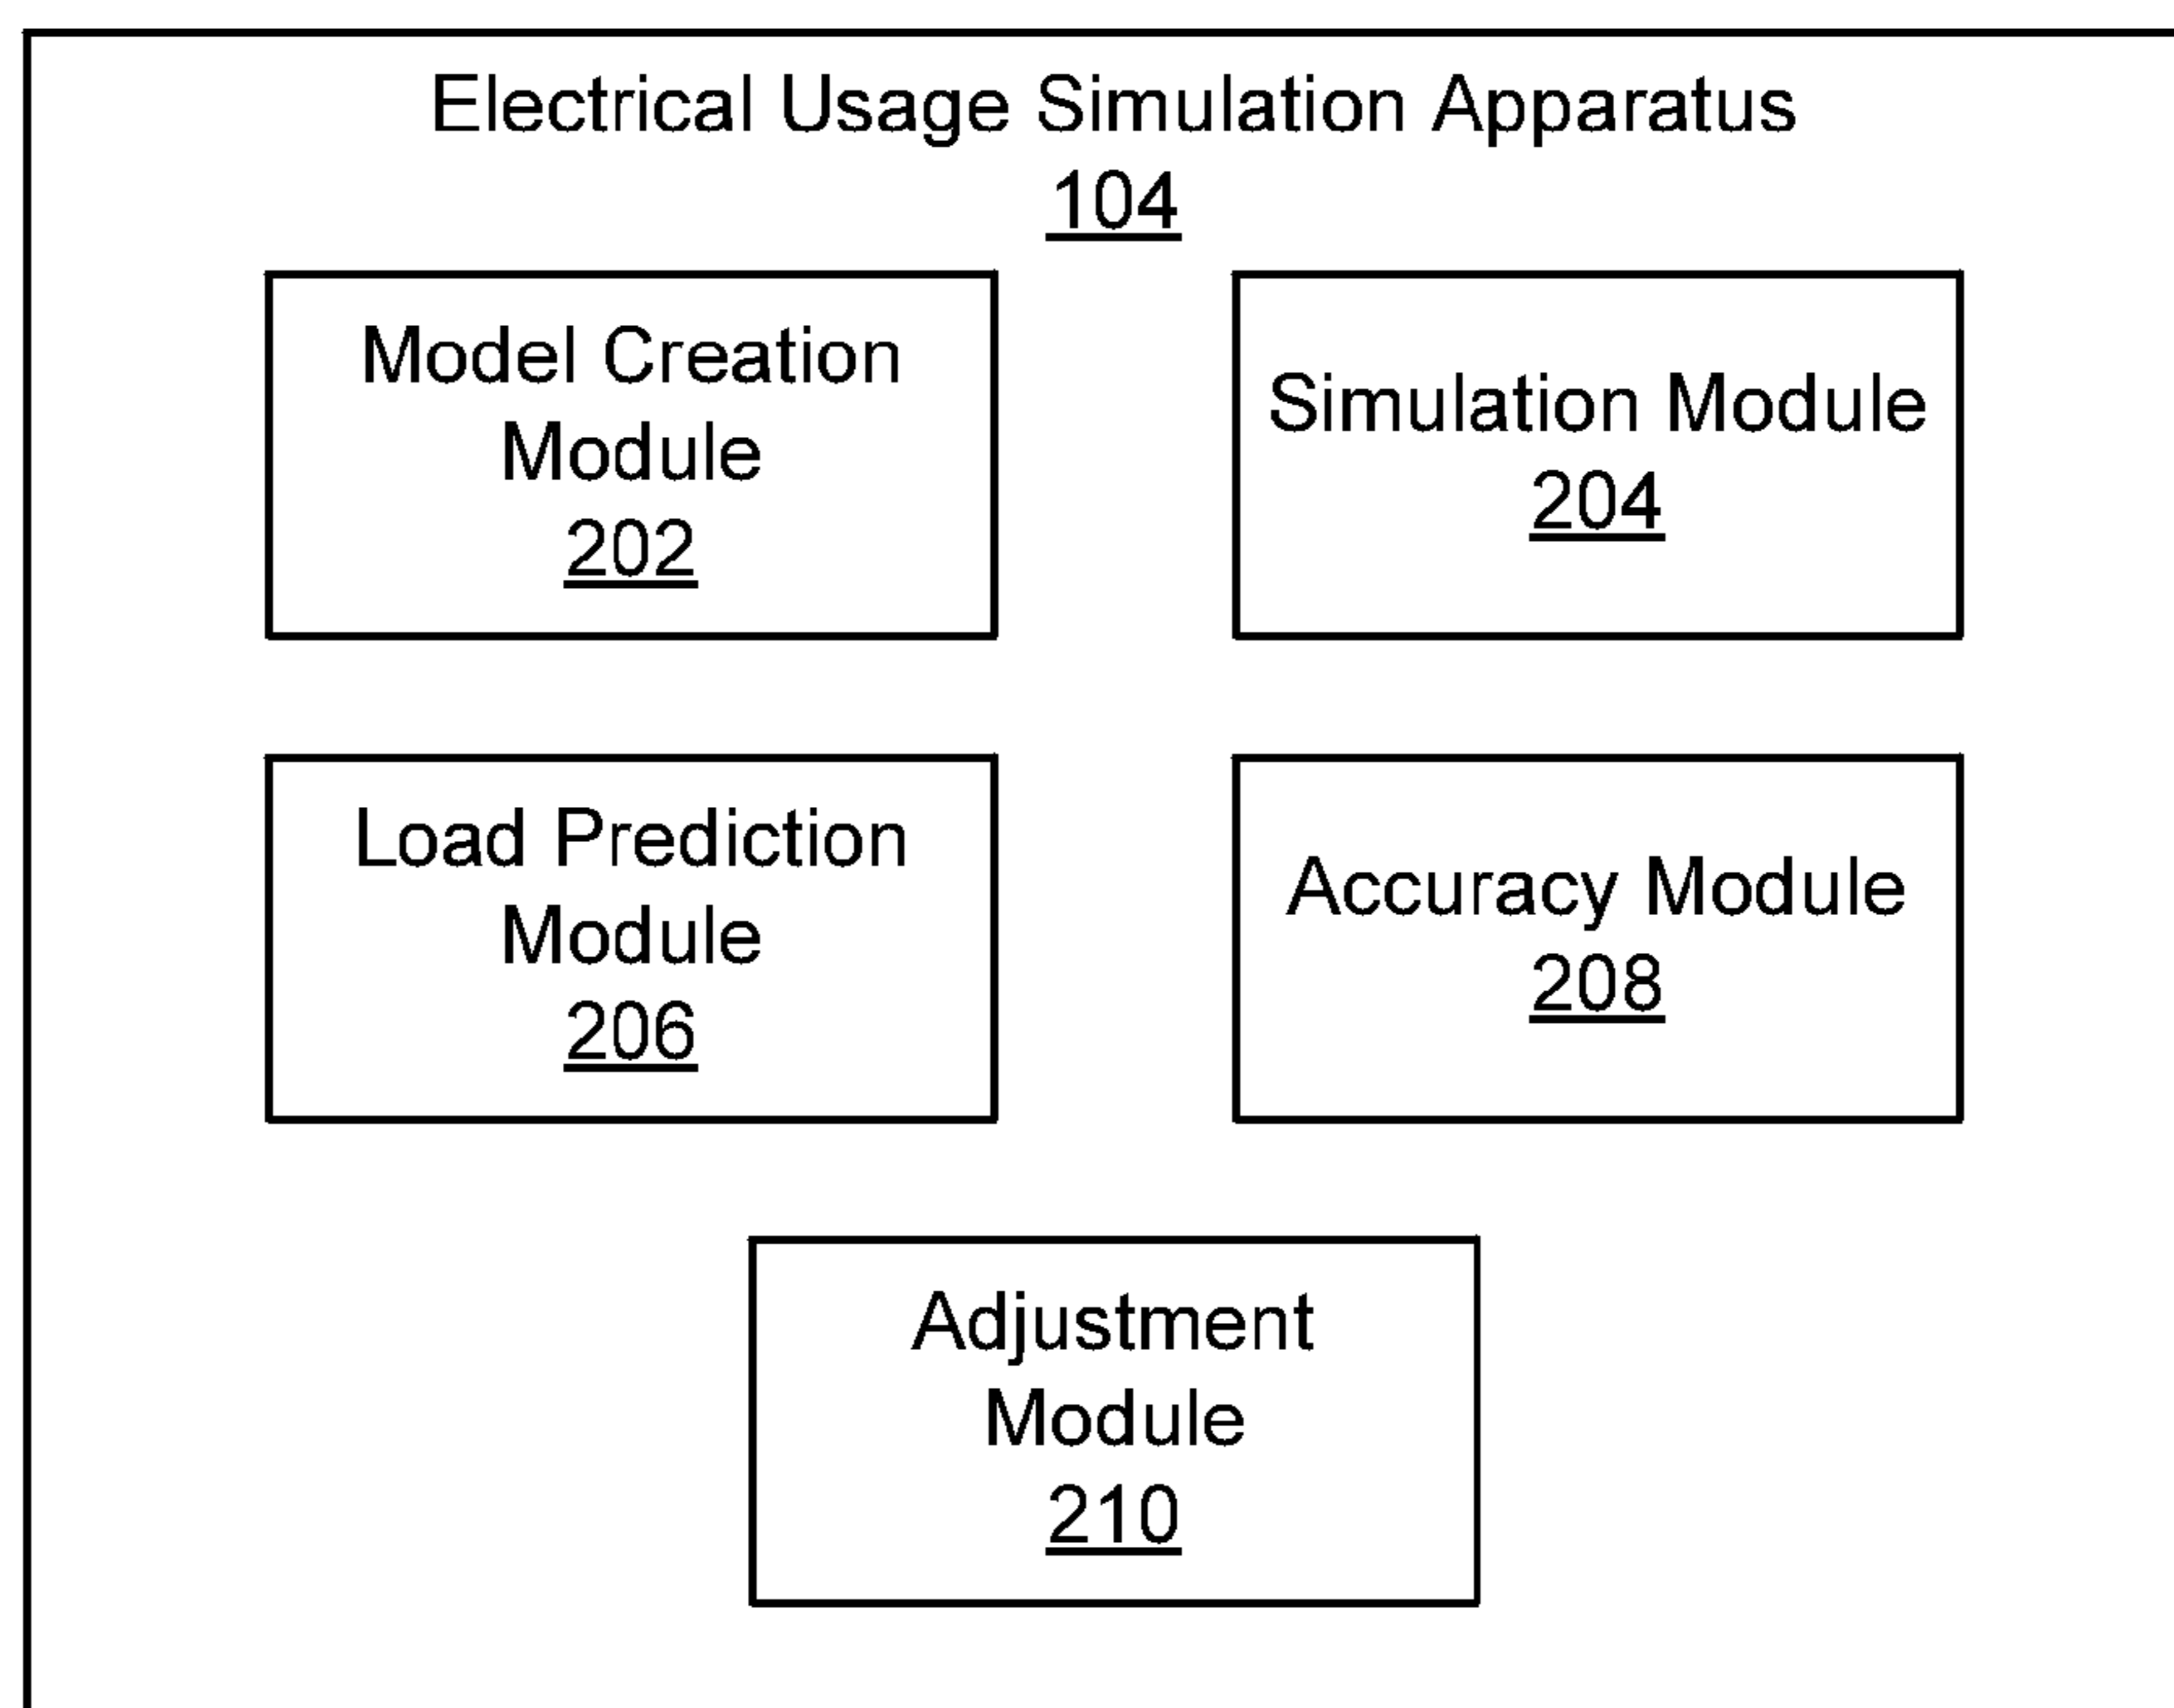 Electrical Usage Simulation Apparatus
104
Model Creation
Module
202
Simulation Module
204
Load Prediction
Module
206
Accuracy Module
208
Adjustment
Module
210